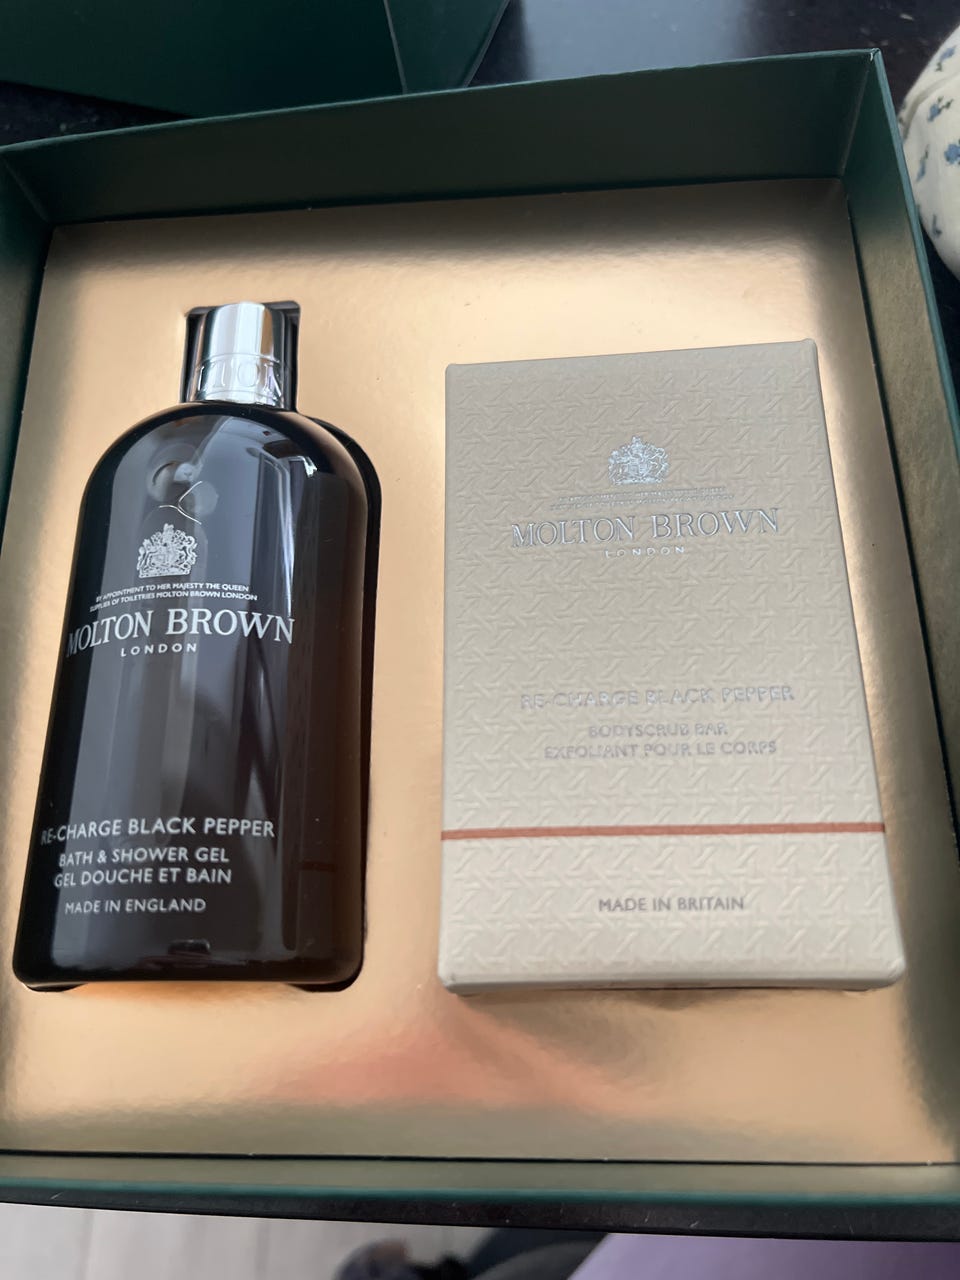 BY APPOINTMENT TO HER MAJESTY THE QUEEN
SUPPLIERS OF TOILETRIES MOLTON BROWN LONDON
MOLTON BROWN
LONDON
RE-CHARGE BLACK PEPPER
BATH & SHOWER GEL
GEL DOUCHE ET BAIN
MADE IN ENGLAND
MOLTON BROWN
LONDON
RE-CHARGE BLACK PEPPER
BODYSCRUB BAR
EXFOLIANT POUR LE CORPS
MADE IN BRITAIN